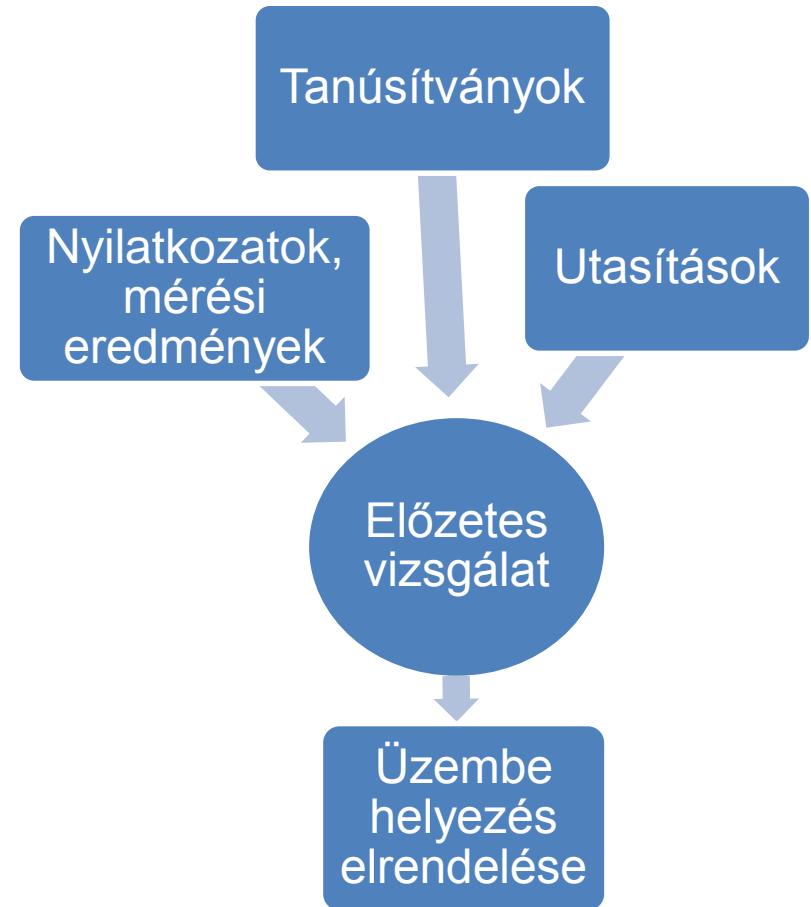 Tanúsítványok
Nyilatkozatok,
mérési
eredmények
Utasítások
Előzetes
vizsgálat
Üzembe
helyezés
elrendelése